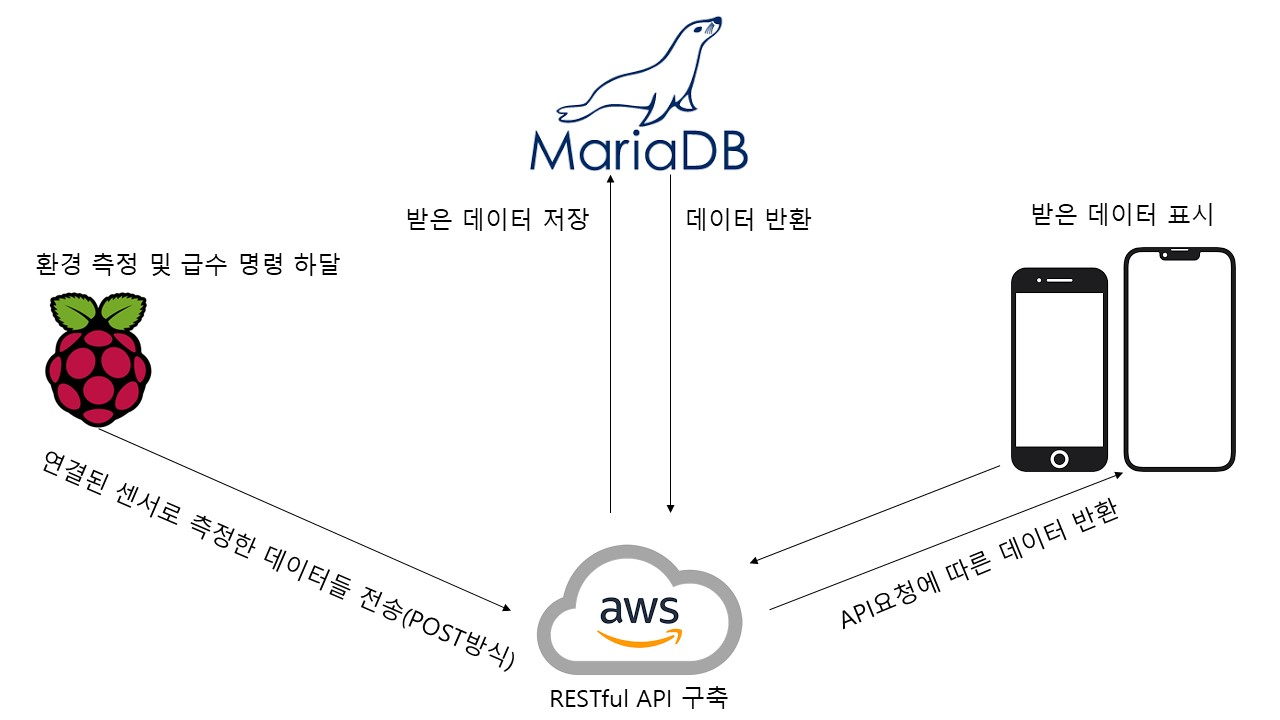 MariaDB
받은 데이터 저장
데이터 반환
받은 데이터 표시
환경 측정 및 급수 명령 하달
연결된 센서로 측정한 데이터들 전송(POST방식)
API요청에 따른 데이터 반환
aws
RESTful API 구축